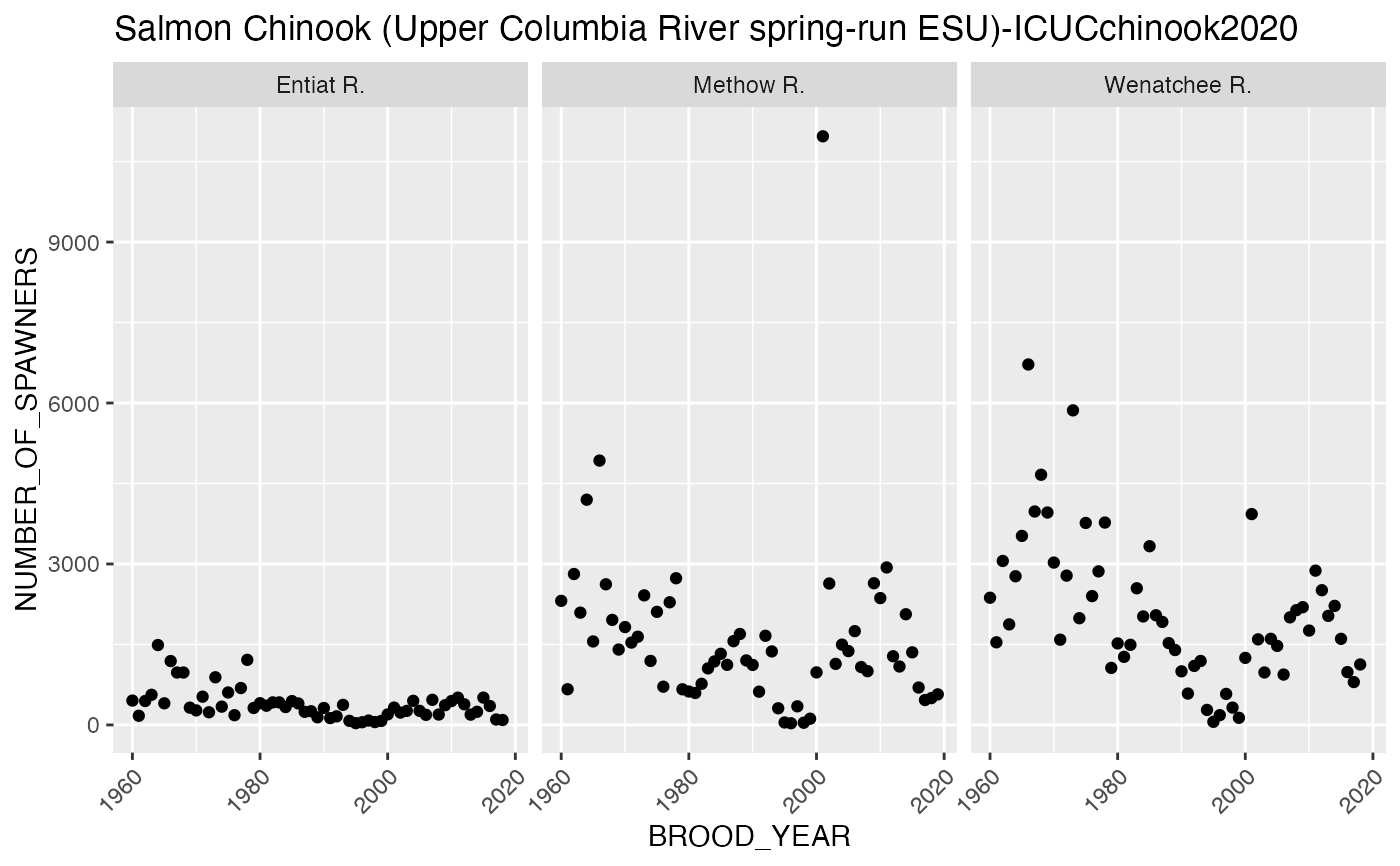 Salmon Chinook (Upper Columbia River spring-run ESU)-ICUCchinook2020
Entiat R. Methow R. Wenatchee R.
NUMBER_OF_SPAWNERS
9000
6000
3000
0
1960 1980 2000 2020 1960 1980 2000 2020 1960 1980 2000 2020
BROOD_YEAR